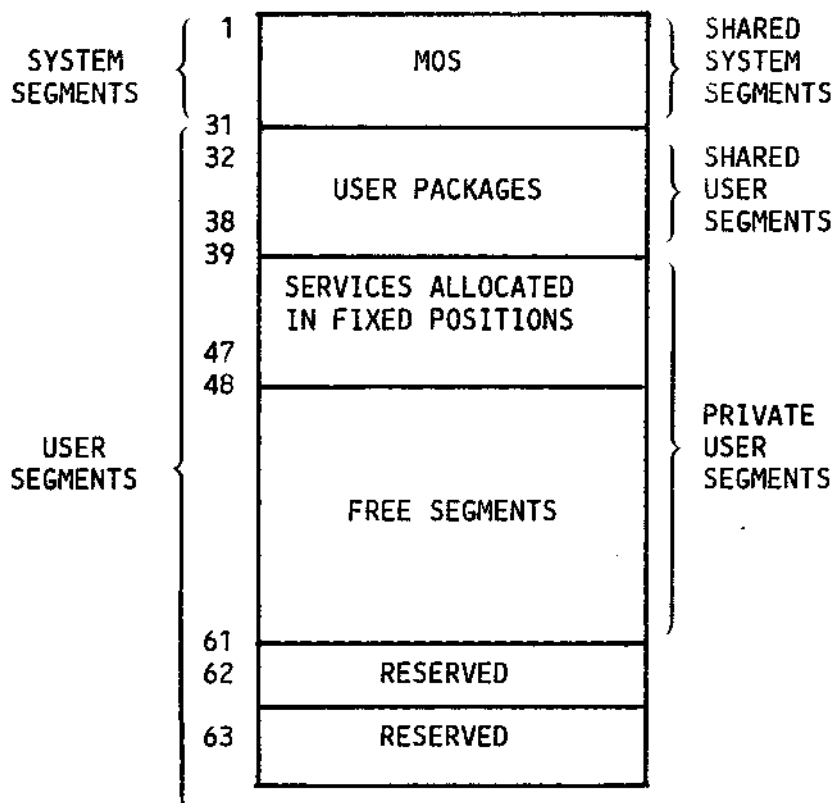 1
SYSTEM
SEGMENTS
MOS
SHARED
SYSTEM
SEGMENTS
31
32
38
USER PACKAGES
SHARED
USER
SEGMENTS
39
SERVICES ALLOCATED
IN FIXED POSITIONS
47
48
USER
SEGMENTS
FREE SEGMENTS
PRIVATE
USER
SEGMENTS
61
62
RESERVED
63
RESERVED